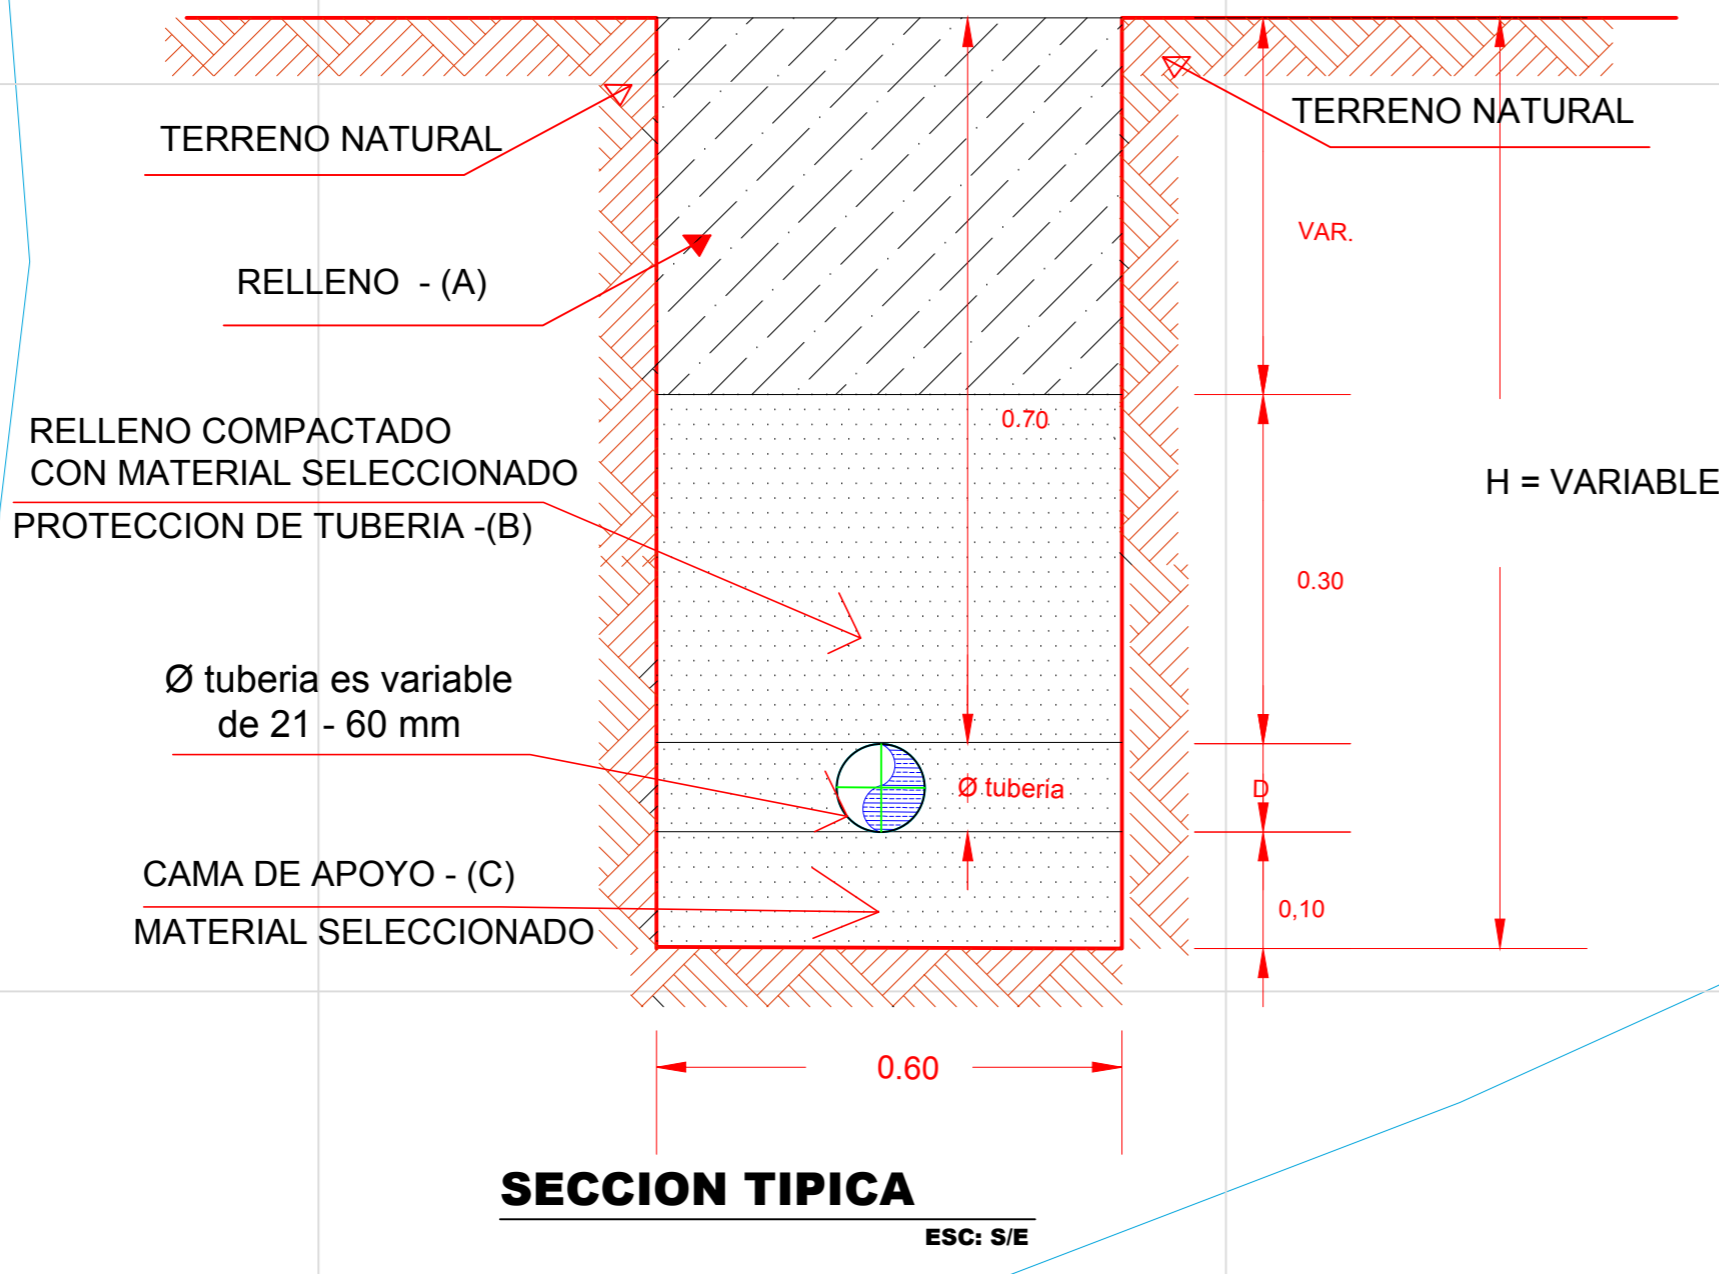 TERRENO NATURAL
TERRENO NATURAL
VAR.
RELLENO - (A)
0.70
RELLENO COMPACTADO
CON MATERIAL SELECCIONADO
PROTECCION DE TUBERIA -(B)
H = VARIABLE
0.30
Ø tuberia es variable
de 21 - 60 mm
Ø tubería
D
CAMA DE APOYO - (C)
MATERIAL SELECCIONADO
0,10
0.60
SECCION TIPICA
ESC: S/E